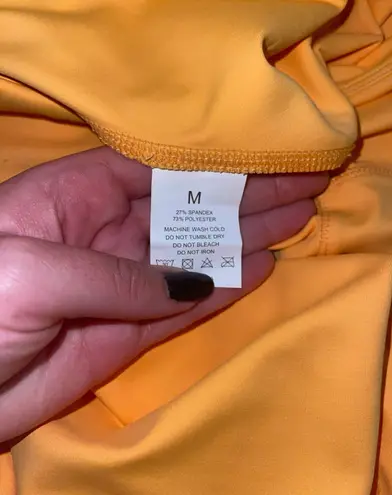 M
27% SPANDEX
73% POLYESTER
MACHINE WASH COLD
DO NOT TUMBLE DRY
DO NOT BLEACH
DO NOT IRON